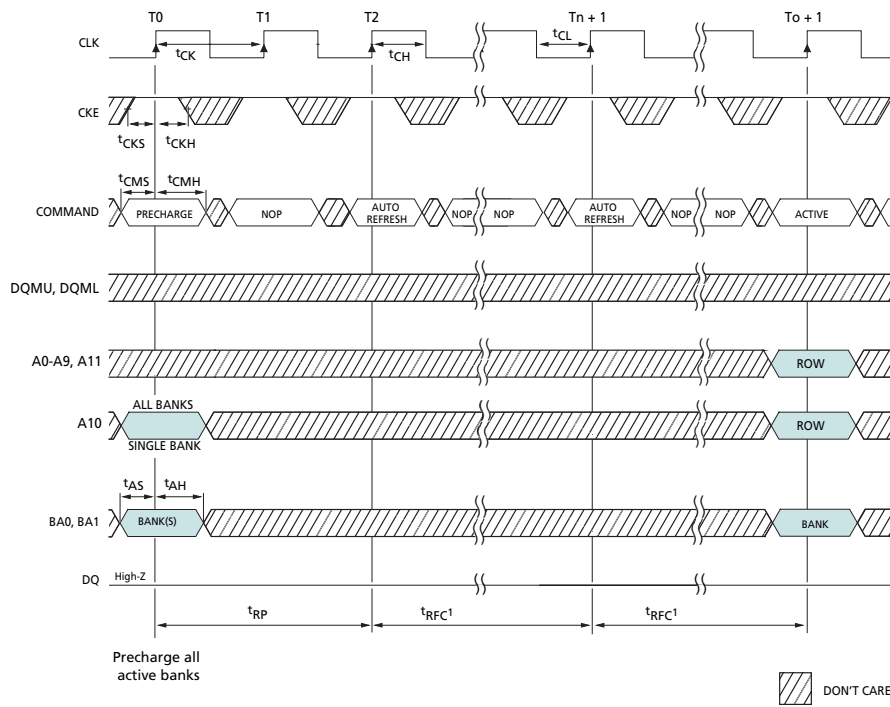 T0 T1 T2 Tn + 1 To + 1
CLK
tCK tCH tCL
CKE
tCKS tCKH
tCMS tCMH
COMMAND PRECHARGE NOP AUTO REFRESH NOP NOP AUTO REFRESH NOP NOP ACTIVE
DQMU, DQML
A0-A9, A11 ROW
ALL BANKS
A10 ROW
SINGLE BANK
tAS tAH
BA0, BA1 BANK(S) BANK
DQ High-Z
tRP tRFC1 tRFC1
Precharge all
active banks
DON'T CARE